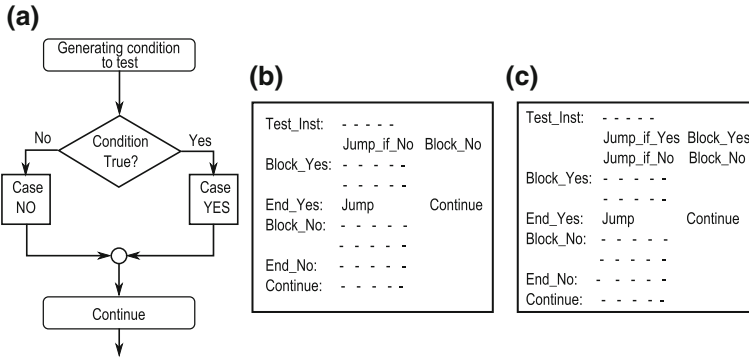 (a)
Generating condition
to test
No
Condition
True?
Yes
Case
NO
Case
YES
Continue
(b)
Test_Inst: - - - - -
Jump_if_No Block_No
Block_Yes: - - - - -
- - - - -
End_Yes: Jump Continue
Block_No: - - - - -
- - - - -
End_No: - - - - -
Continue: - - - - -
(c)
Test_Inst: - - - - -
Jump_if_Yes Block_Yes
Jump_if_No Block_No
Block_Yes: - - - - -
- - - - -
End_Yes: Jump Continue
Block_No: - - - - -
- - - - -
End_No: - - - - -
Continue: - - - - -